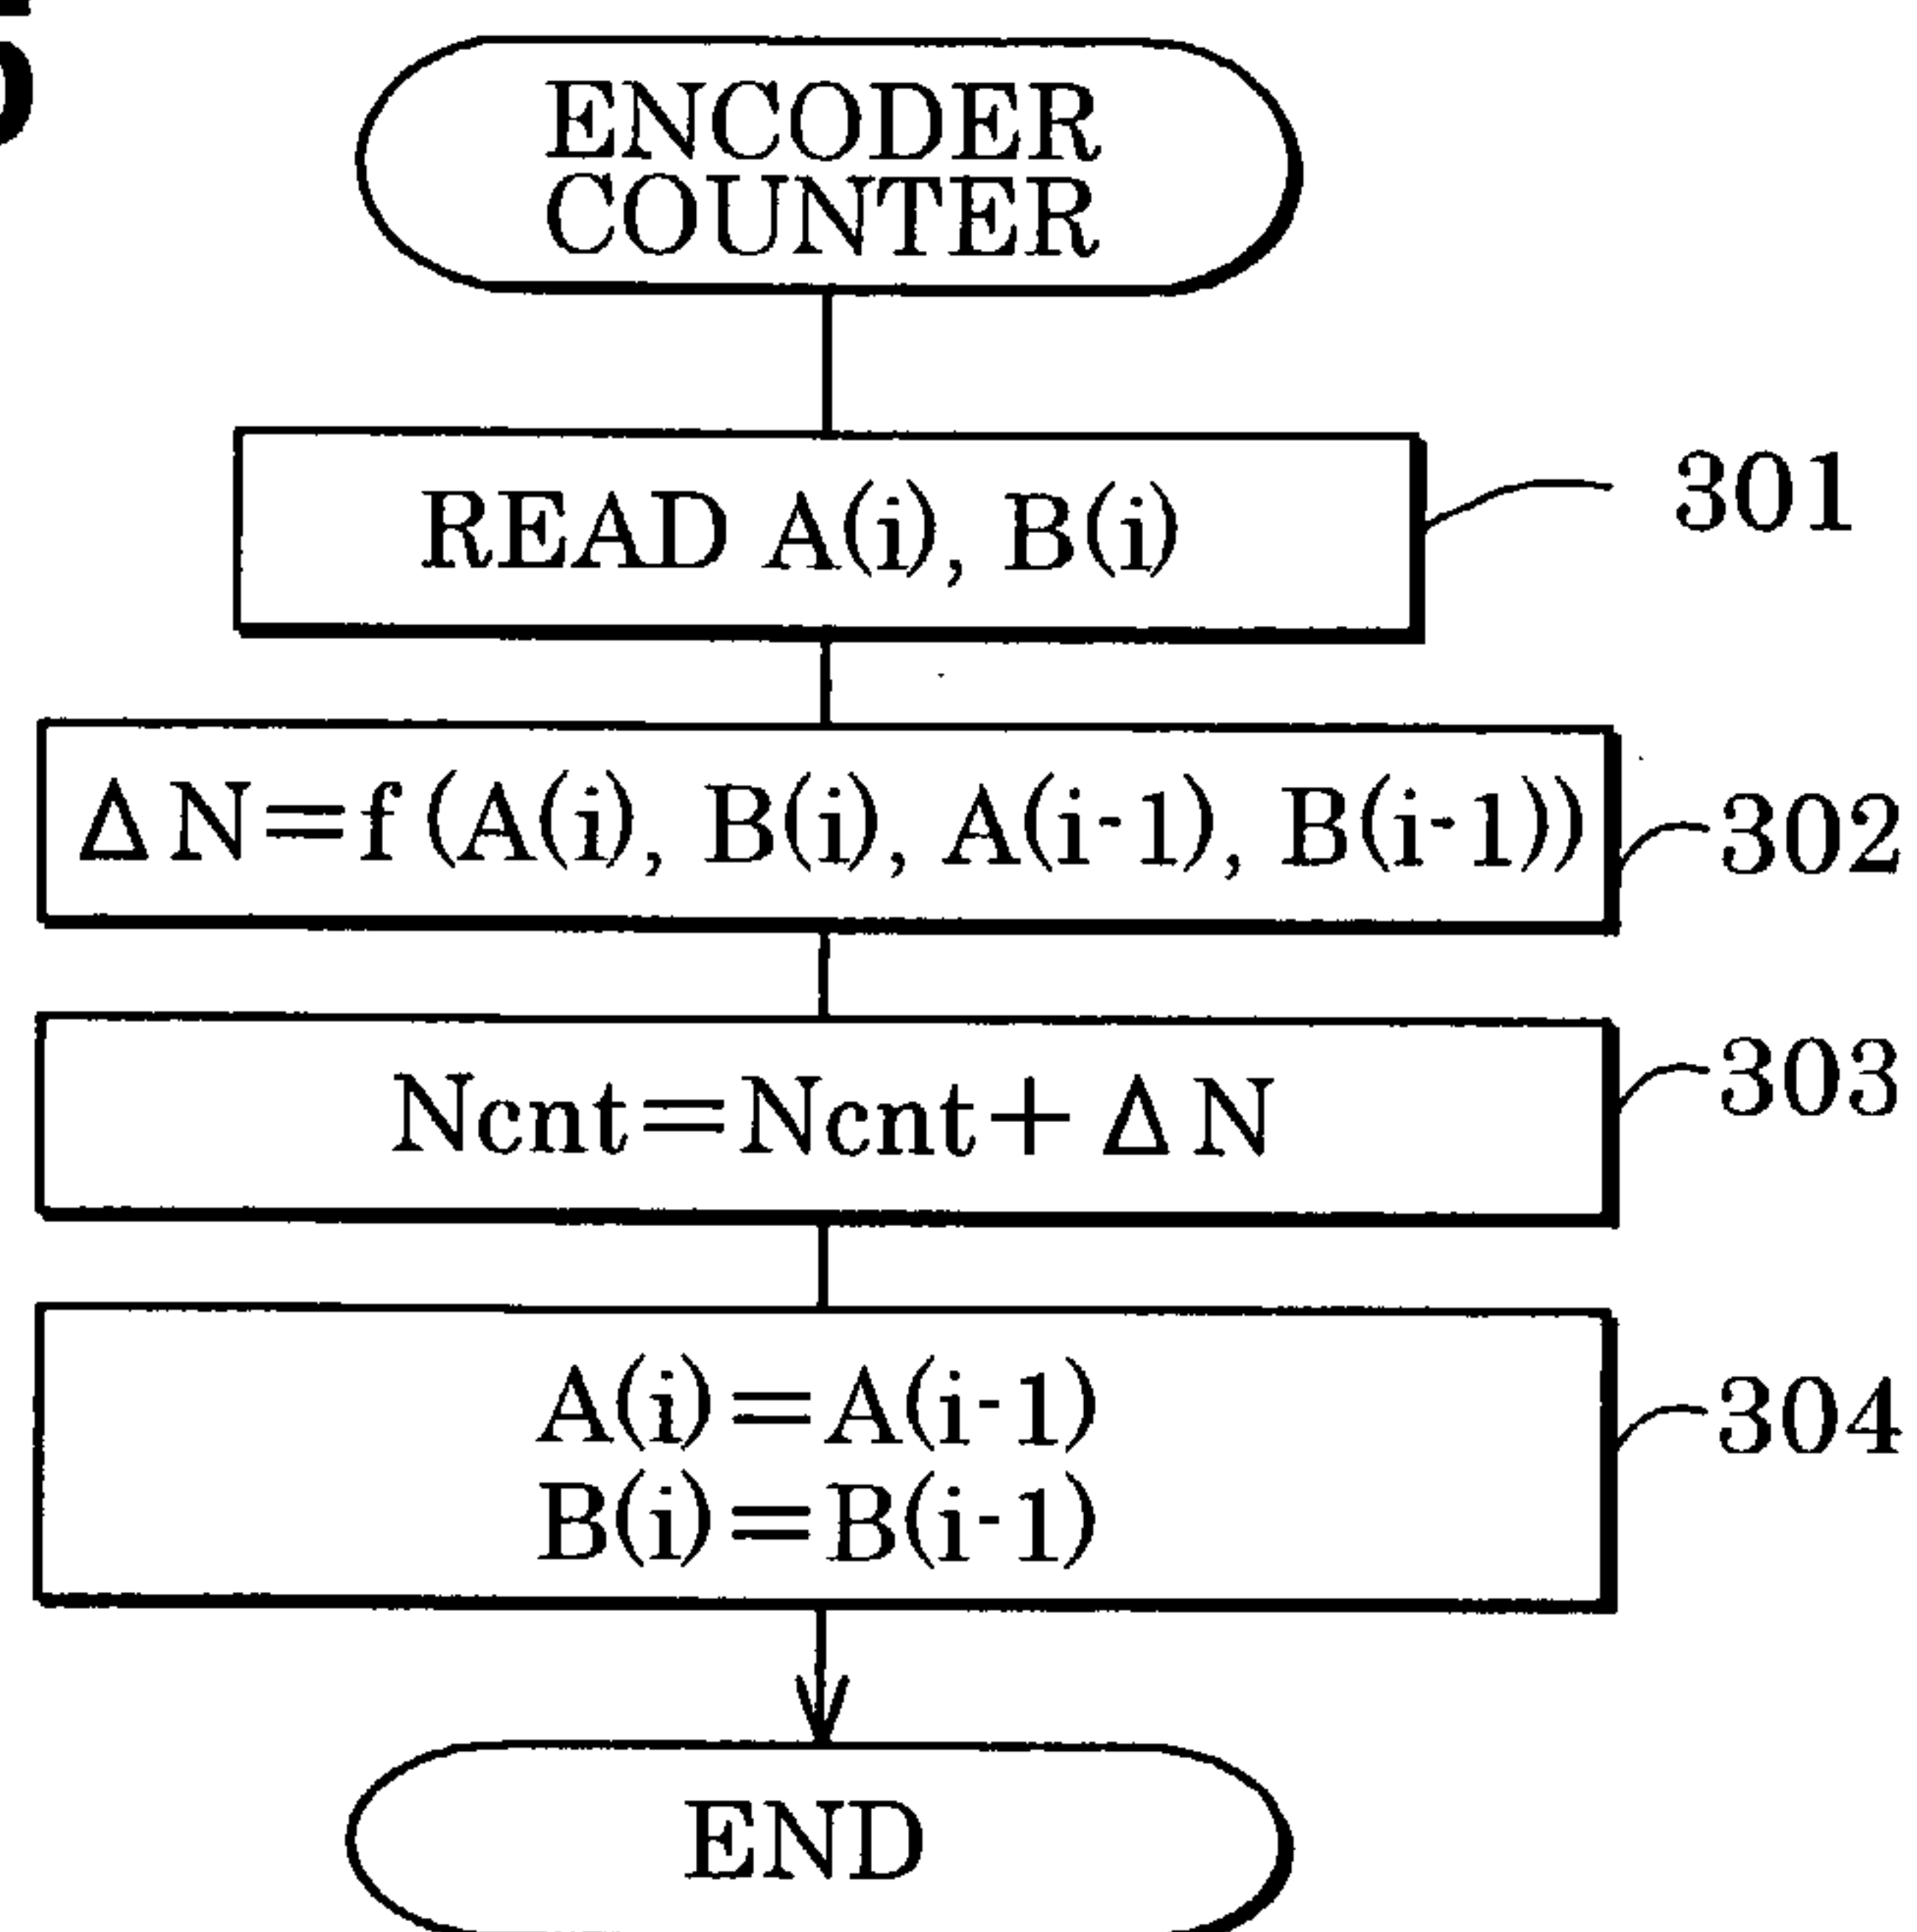 ENCODER
COUNTER
READ A(i), B(i)
301
ΔN=f(A(i), B(i), A(i-1), B(i-1))
302
Ncnt=Ncnt+ΔN
303
A(i)=A(i-1)
B(i)=B(i-1)
304
END